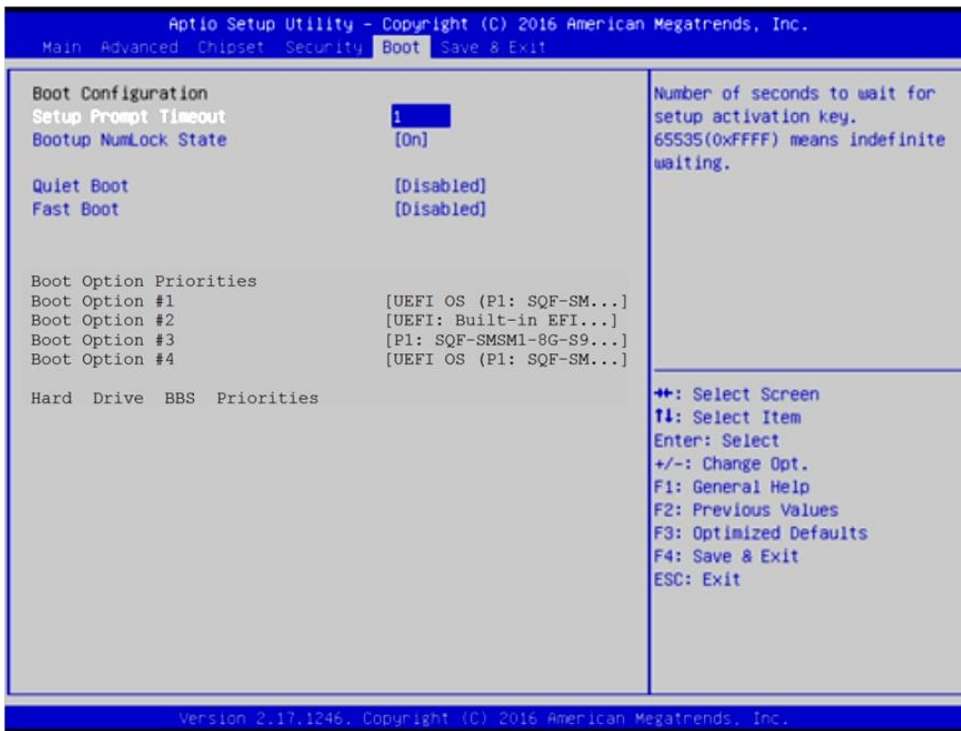 Aptio Setup Utility – Copyright (C) 2016 American Megatrends, Inc.
Main Advanced Chipset Security Boot Save & Exit
Boot Configuration
Setup Prompt Timeout 1
Bootup NumLock State [On]
Quiet Boot [Disabled]
Fast Boot [Disabled]
Boot Option Priorities
Boot Option #1 [UEFI OS (P1: SQF-SM...]
Boot Option #2 [UEFI: Built-in EFI...]
Boot Option #3 [P1: SQF-SMSM1-8G-S9...]
Boot Option #4 [UEFI OS (P1: SQF-SM...]
Hard Drive BBS Priorities
Number of seconds to wait for
setup activation key.
65535(0xFFFF) means indefinite
waiting.
→←: Select Screen
↑↓: Select Item
Enter: Select
+/-: Change Opt.
F1: General Help
F2: Previous Values
F3: Optimized Defaults
F4: Save & Exit
ESC: Exit
Version 2.17.1246. Copyright (C) 2016 American Megatrends, Inc.